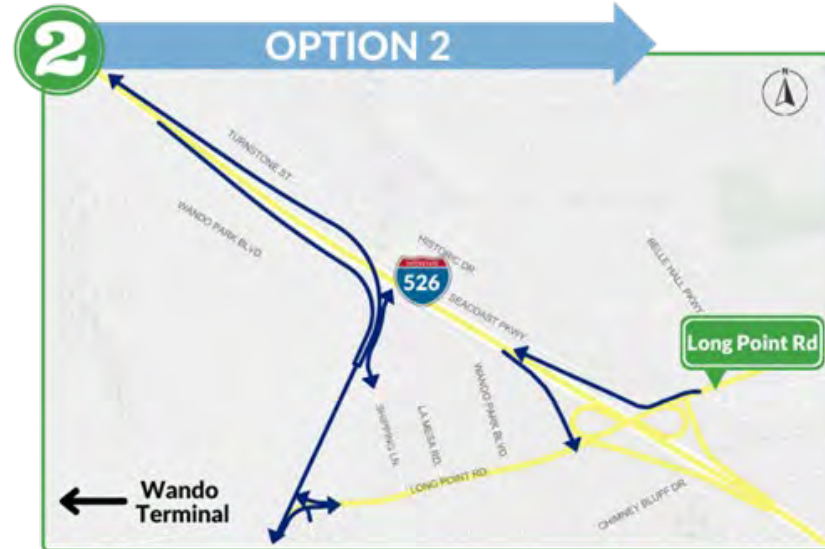 2
OPTION 2
N
TURNSTONE ST.
WANDO PARK BLVD.
HISTORIC DR.
INTERSTATE
526
SEACOAST PKWY
BELLE HALL PKWY
Long Point Rd
WANDO PARK BLVD.
SHIPPING LN.
LA MESA RD.
LONG POINT RD.
CHIMNEY BLUFF DR.
Wando
Terminal